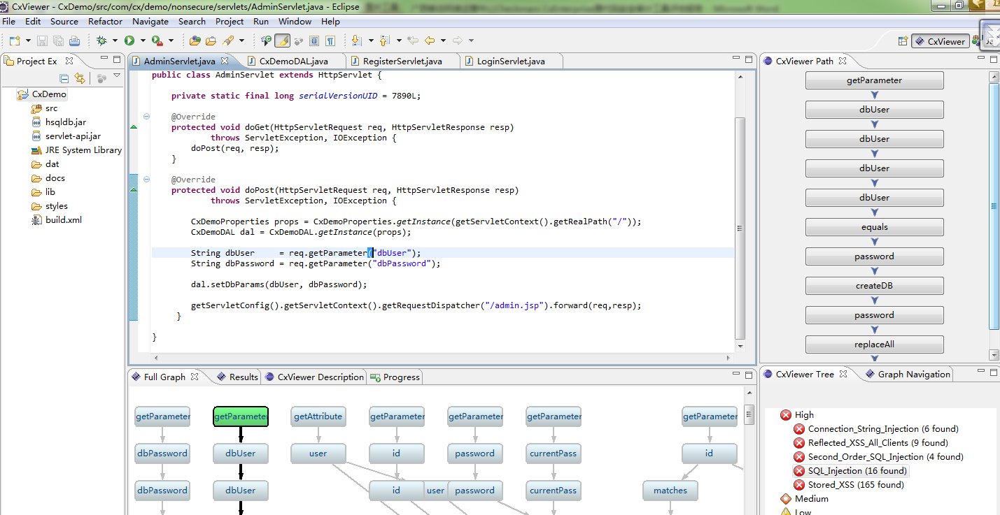 CxViewer - CxDemo/src/com/cx/demo/nonsecure/servlets/AdminServlet.java - Eclipse
File Edit Source Refactor Navigate Search Project Run Window Help
CxViewer
Ja
Project Ex
CxDemo
src
hsqldb.jar
servlet-api.jar
JRE System Library
dat
docs
lib
styles
build.xml
AdminServlet.java CxDemoDAL.java RegisterServlet.java LoginServlet.java
public class AdminServlet extends HttpServlet {
private static final long serialVersionUID = 7890L;
@Override
protected void doGet(HttpServletRequest req, HttpServletResponse resp)
throws ServletException, IOException {
doPost(req, resp);
}
@Override
protected void doPost(HttpServletRequest req, HttpServletResponse resp)
throws ServletException, IOException {
CxDemoProperties props = CxDemoProperties.getInstance(getServletContext().getRealPath("/"));
CxDemoDAL dal = CxDemoDAL.getInstance(props);
String dbUser     = req.getParameter("dbUser");
String dbPassword = req.getParameter("dbPassword");
dal.setDbParams(dbUser, dbPassword);
getServletConfig().getServletContext().getRequestDispatcher("/admin.jsp").forward(req,resp);
}
}
CxViewer Path
getParameter
dbUser
dbUser
dbUser
dbUser
equals
password
createDB
password
replaceAll
Full Graph Results CxViewer Description Progress
getParameter getParameter getAttribute getParameter getParameter getParameter getParameter
dbPassword dbUser user id password currentPass id
dbPassword dbUser id user password currentPass matches
CxViewer Tree Graph Navigation
High
Connection_String_Injection (6 found)
Reflected_XSS_All_Clients (9 found)
Second_Order_SQL_Injection (4 found)
SQL_Injection (16 found)
Stored_XSS (165 found)
Medium
Low